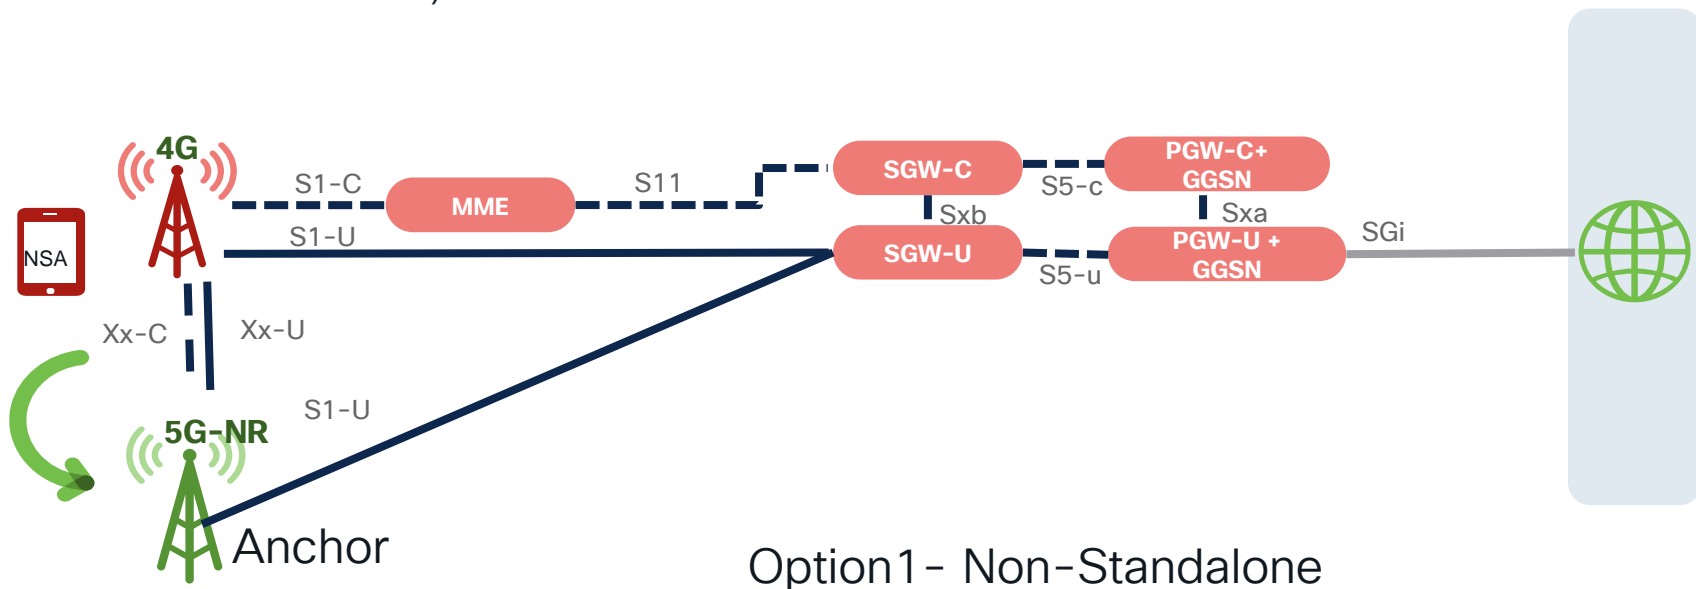 4G
S1-C
MME
S11
SGW-C
S5-c
PGW-C+
GGSN
Sxb
Sxa
S1-U
SGW-U
S5-u
PGW-U +
GGSN
SGi
NSA
Xx-C
Xx-U
S1-U
5G-NR
Anchor
Option1- Non-Standalone